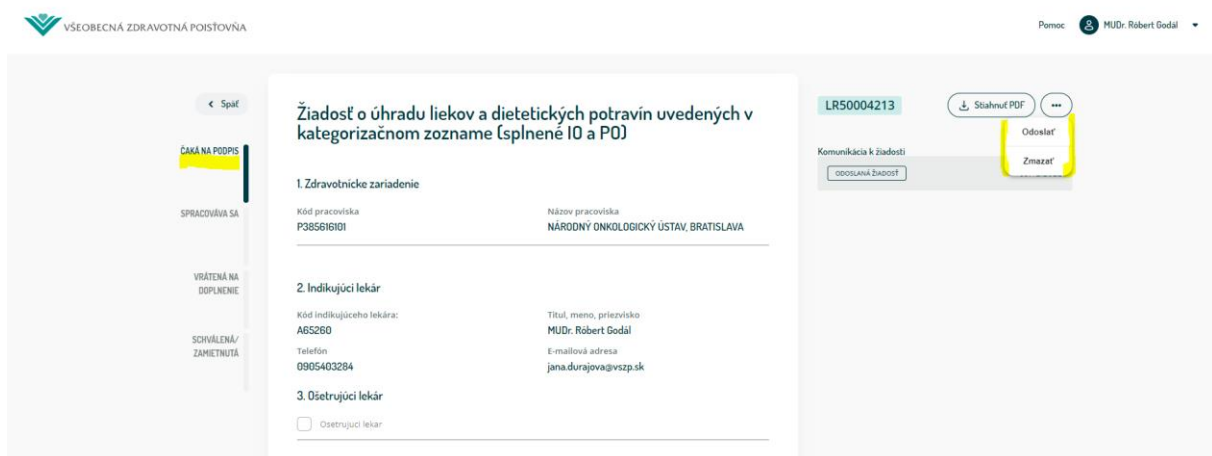 VŠEOBECNÁ ZDRAVOTNÁ POISŤOVŇA
Pomoc
MUDr. Róbert Godál
Späť
ČAKÁ NA PODPIS
SPRACOVÁVA SA
VRÁTENÁ NA
DOPLNENIE
SCHVÁLENÁ/
ZAMIETNUTÁ
Žiadosť o úhradu liekov a dietetických potravín uvedených v
kategorizačnom zozname (splnené IO a PO)
1. Zdravotnícke zariadenie
Kód pracoviska
P385616101
Názov pracoviska
NÁRODNÝ ONKOLOGICKÝ ÚSTAV, BRATISLAVA
2. Indikujúci lekár
Kód indikujúceho lekára:
A65260
Titul, meno, priezvisko
MUDr. Róbert Godál
Telefón
0905403284
E-mailová adresa
jana.durajova@vszp.sk
3. Ošetrujúci lekár
Osetrujuci lekar
LR50004213
Stiahnuť PDF
Odoslať
Zmazať
Komunikácia k žiadosti
ODOSLANÁ ŽIADOSŤ